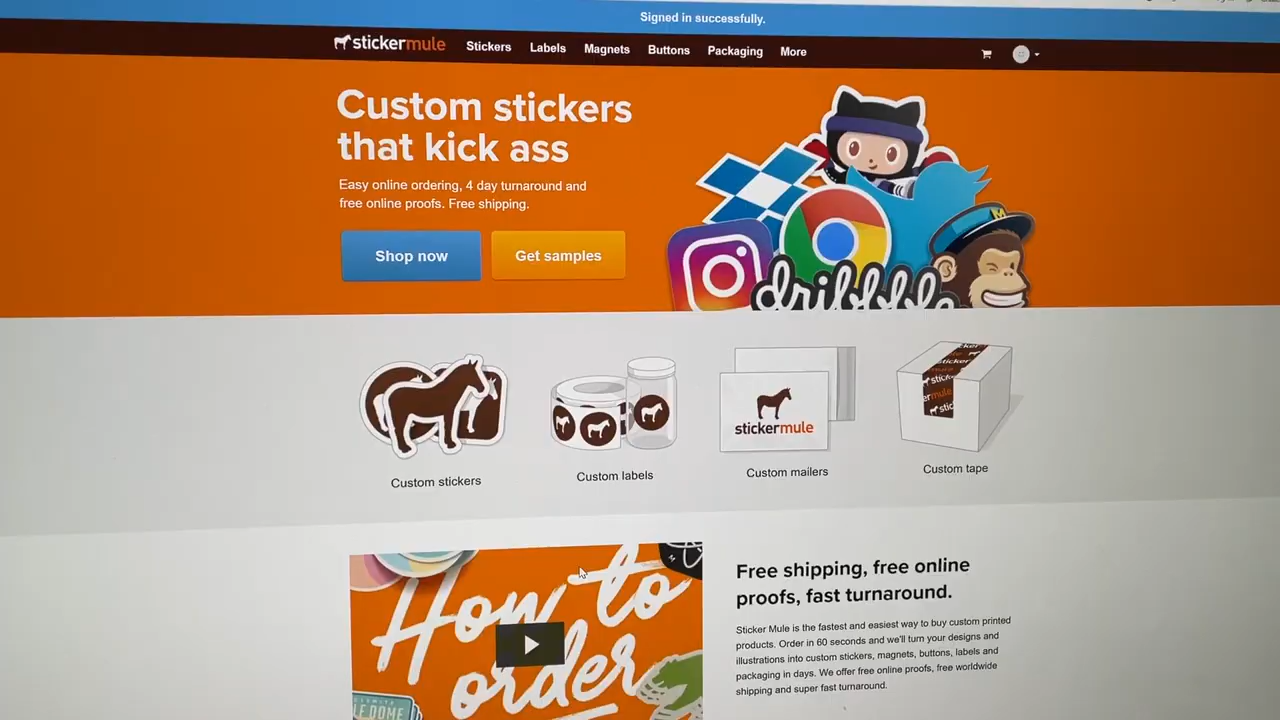 Signed in successfully.
stickermule Stickers Labels Magnets Buttons Packaging More
Custom stickers
that kick ass
Easy online ordering, 4 day turnaround and
free online proofs. Free shipping.
Shop now Get samples
M
dribbble
stickermule
Custom stickers
Custom labels
Custom mailers
Custom tape
How to
order
Free shipping, free online
proofs, fast turnaround.
Sticker Mule is the fastest and easiest way to buy custom printed
products. Order in 60 seconds and we'll turn your designs and
illustrations into custom stickers, magnets, buttons, labels and
packaging in days. We offer free online proofs, free worldwide
shipping and super fast turnaround.